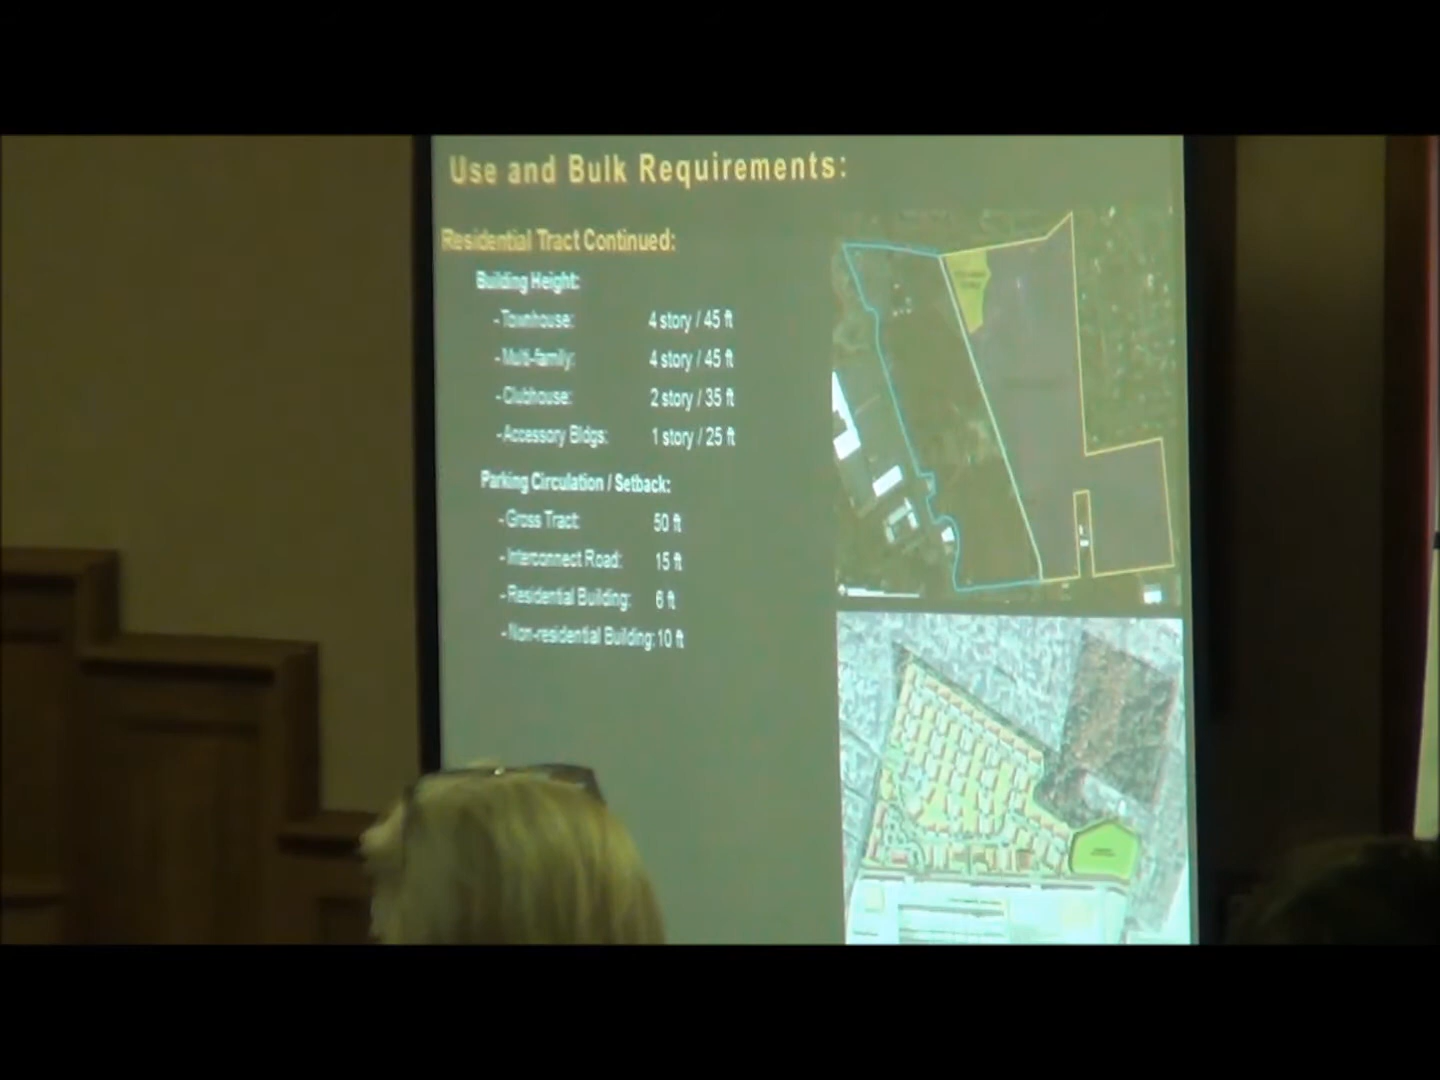 Use and Bulk Requirements:
Residential Tract Continued:
Building Height:
- Townhouse: 4 story / 45 ft
- Multi-family: 4 story / 45 ft
- Clubhouse: 2 story / 35 ft
- Accessory Bldgs: 1 story / 25 ft
Parking Circulation / Setback:
- Gross Tract: 50 ft
- Interconnect Road: 15 ft
- Residential Building: 6 ft
- Non-residential Building: 10 ft